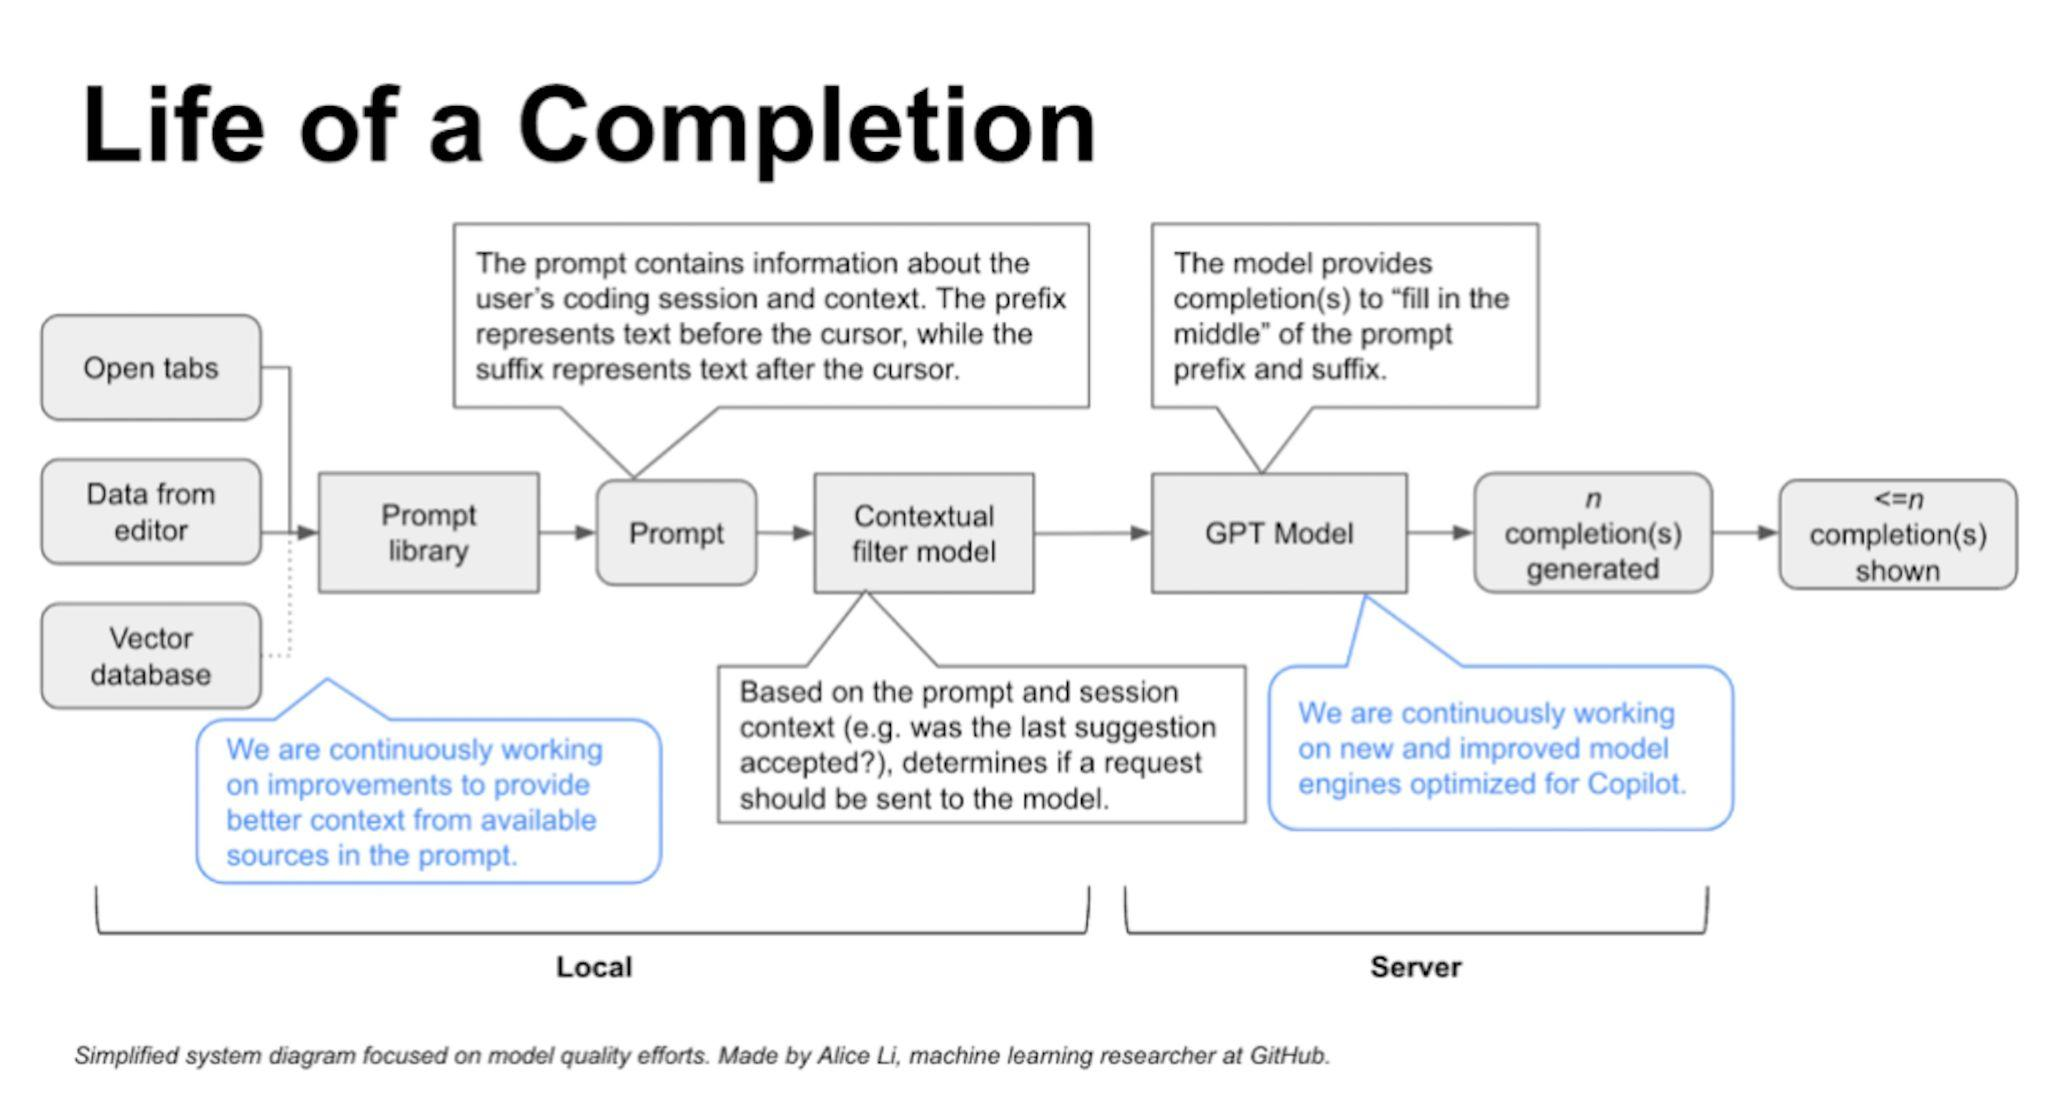 Life of a Completion
The prompt contains information about the
user’s coding session and context. The prefix
represents text before the cursor, while the
suffix represents text after the cursor.
The model provides
completion(s) to “fill in the
middle” of the prompt
prefix and suffix.
Open tabs
Data from
editor
Vector
database
Prompt
library
Prompt
Contextual
filter model
GPT Model
n
completion(s)
generated
<=n
completion(s)
shown
We are continuously working
on improvements to provide
better context from available
sources in the prompt.
Based on the prompt and session
context (e.g. was the last suggestion
accepted?), determines if a request
should be sent to the model.
We are continuously working
on new and improved model
engines optimized for Copilot.
Local
Server
Simplified system diagram focused on model quality efforts. Made by Alice Li, machine learning researcher at GitHub.